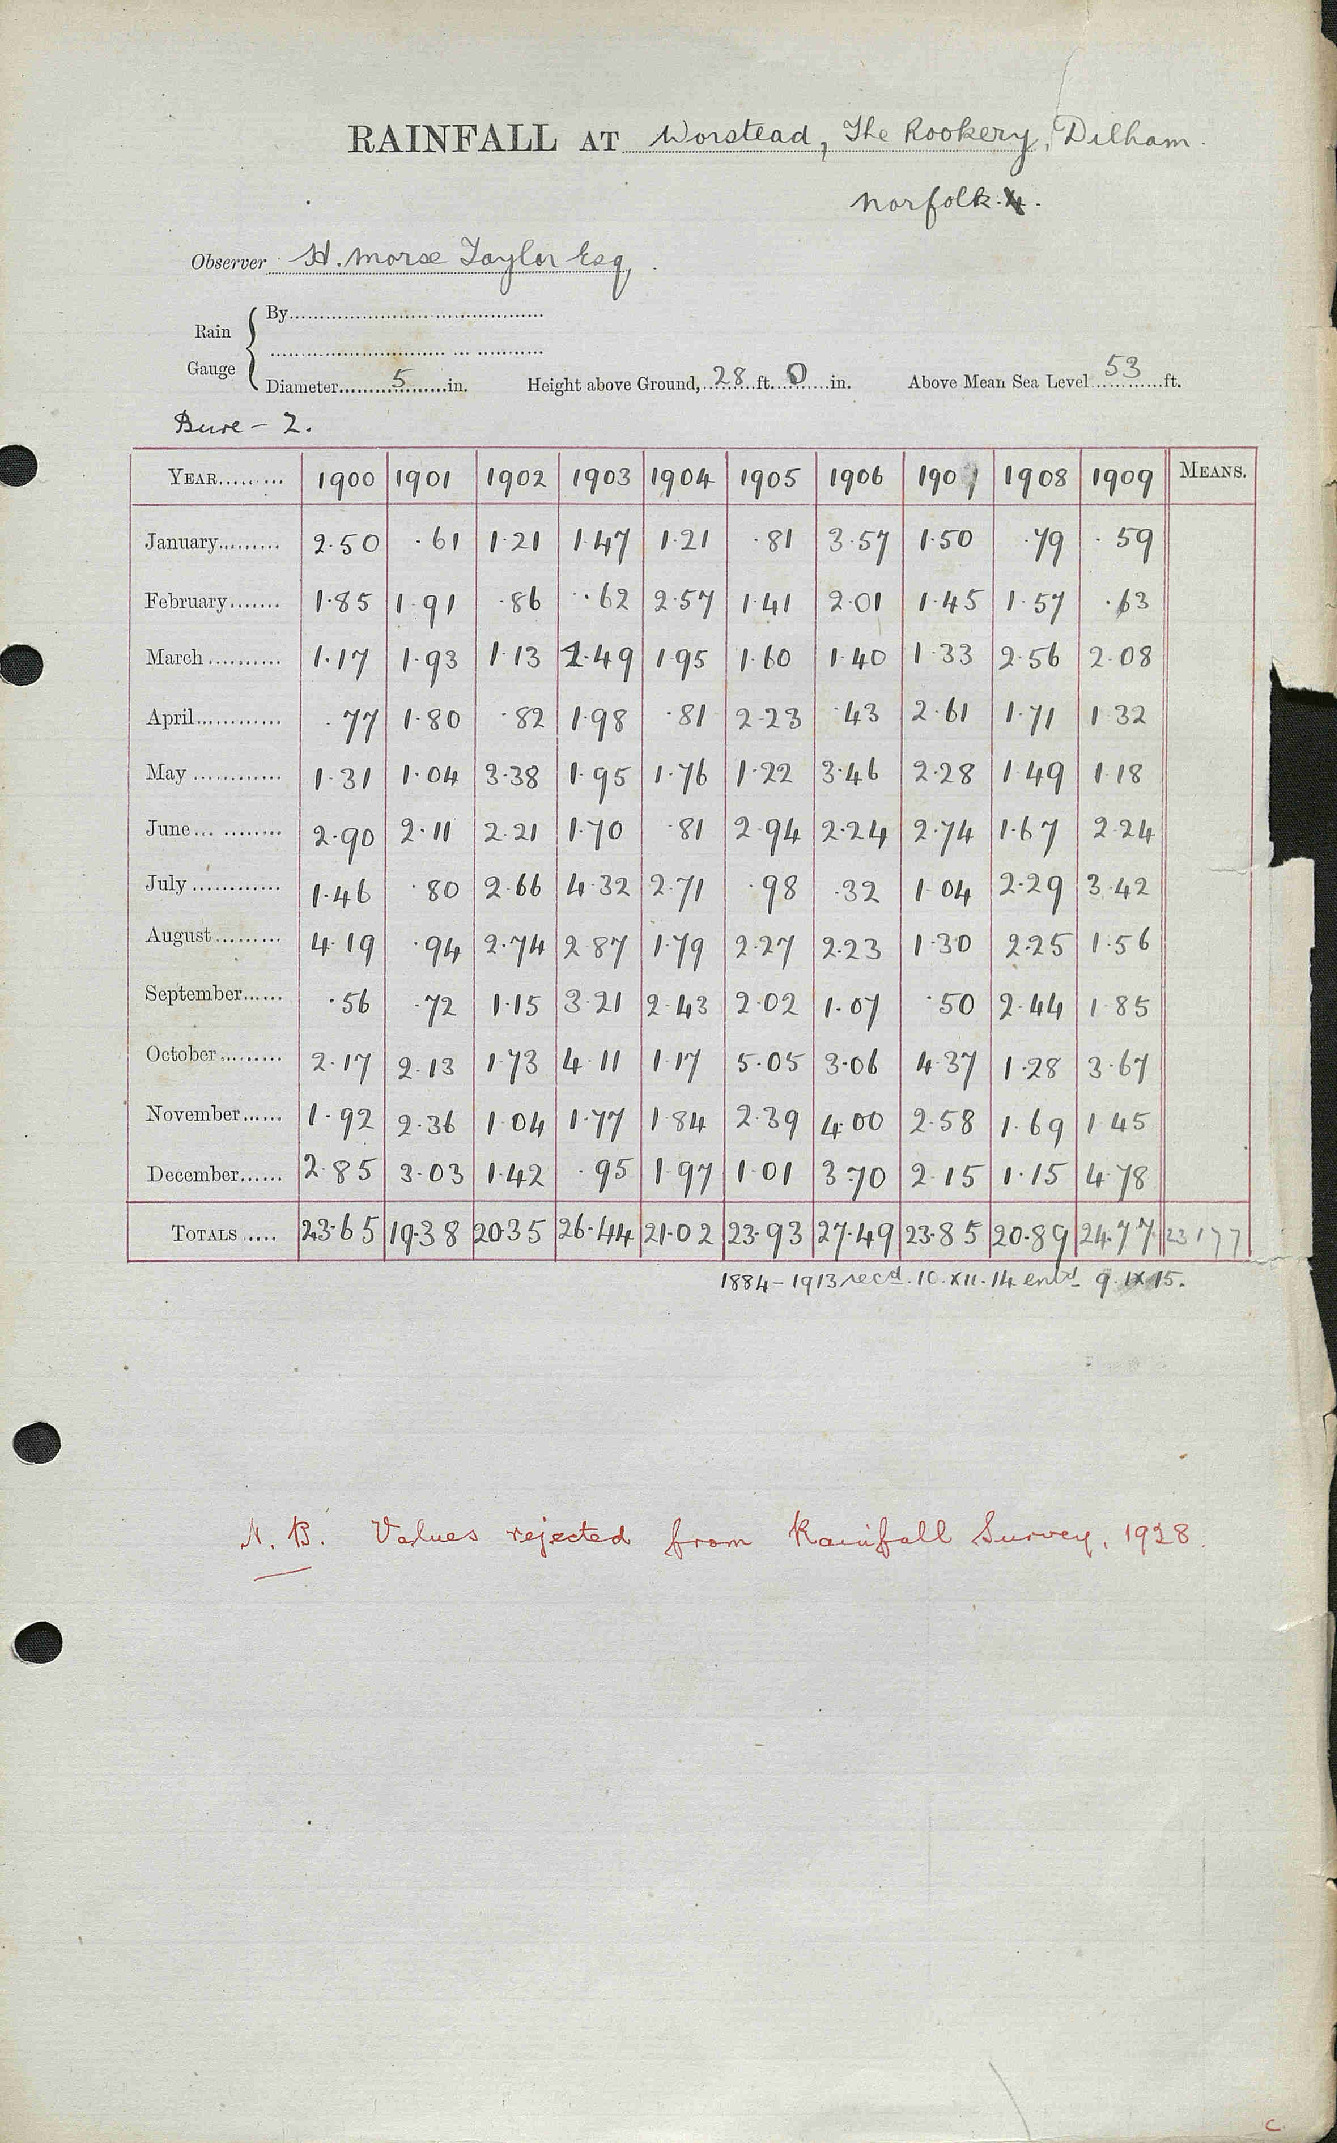 RAINFALL AT Worstead, The Rookery, Dilham.
Norfolk.
Observer H. Morse Taylor Esq,
Rain Gauge { By
Diameter 5 in. Height above Ground, 28 ft. 0 in. Above Mean Sea Level 53 ft.
Bure - 2.
YEAR 1900 1901 1902 1903 1904 1905 1906 1907 1908 1909 MEANS.
January 2.50 .61 1.21 1.47 1.21 .81 3.57 1.50 .79 .59
February 1.85 1.91 .86 .62 2.57 1.41 2.01 1.45 1.57 .63
March 1.17 1.93 1.13 1.49 1.95 1.60 1.40 1.33 2.56 2.08
April .77 1.80 .82 1.98 .81 2.23 .43 2.61 1.71 1.32
May 1.31 1.04 3.38 1.95 1.76 1.22 3.46 2.28 1.49 1.18
June 2.90 2.11 2.21 1.70 .81 2.94 2.24 2.74 1.67 2.24
July 1.46 .80 2.66 4.32 2.71 .98 .32 1.04 2.29 3.42
August 4.19 .94 2.74 2.87 1.79 2.27 2.23 1.30 2.25 1.56
September .56 .72 1.15 3.21 2.43 2.02 1.07 .50 2.44 1.85
October 2.17 2.13 1.73 4.11 1.17 5.05 3.06 4.37 1.28 3.67
November 1.92 2.36 1.04 1.77 1.84 2.39 4.00 2.58 1.69 1.45
December 2.85 3.03 1.42 .95 1.97 1.01 3.70 2.15 1.15 4.78
TOTALS 23.65 19.38 20.35 26.44 21.02 23.93 27.49 23.85 20.89 24.77 23.177
1884-1913 recd. 10.XII.14 entd. 9.IX.15.
N.B. Values rejected from Rainfall Survey, 1928.
C